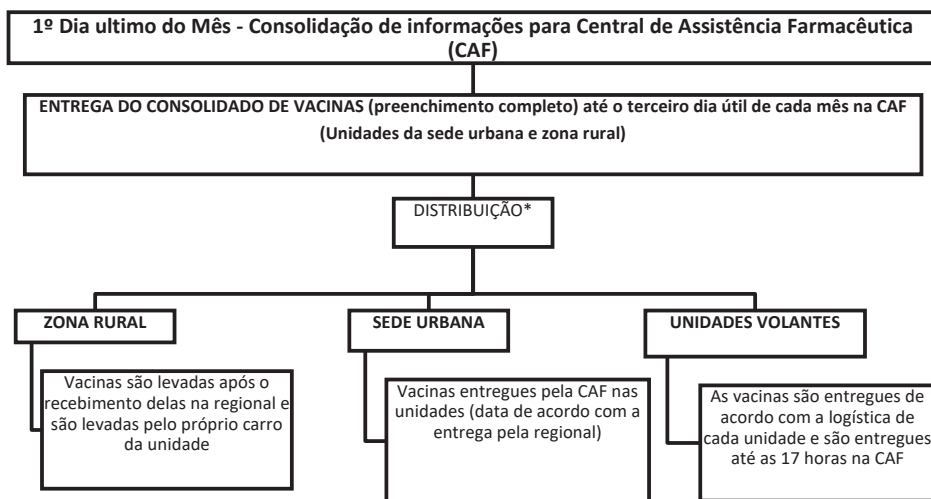 1º Dia ultimo do Mês - Consolidação de informações para Central de Assistência Farmacêutica
(CAF)
ENTREGA DO CONSOLIDADO DE VACINAS (preenchimento completo) até o terceiro dia útil de cada mês na CAF
(Unidades da sede urbana e zona rural)
DISTRIBUIÇÃO*
ZONA RURAL
Vacinas são levadas após o
recebimento delas na regional e
são levadas pelo próprio carro
da unidade
SEDE URBANA
Vacinas entregues pela CAF nas
unidades (data de acordo com a
entrega pela regional)
UNIDADES VOLANTES
As vacinas são entregues de
acordo com a logística de
cada unidade e são entregues
até as 17 horas na CAF